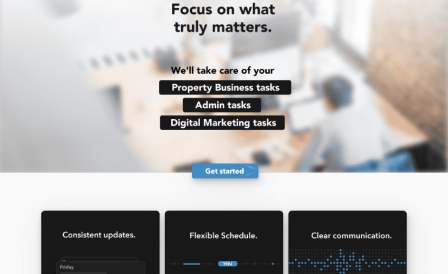 Focus on what
truly matters.
We'll take care of your
Property Business tasks
Admin tasks
Digital Marketing tasks
Get started
Consistent updates.
Flexible Schedule.
Clear communication.
Friday
YOU